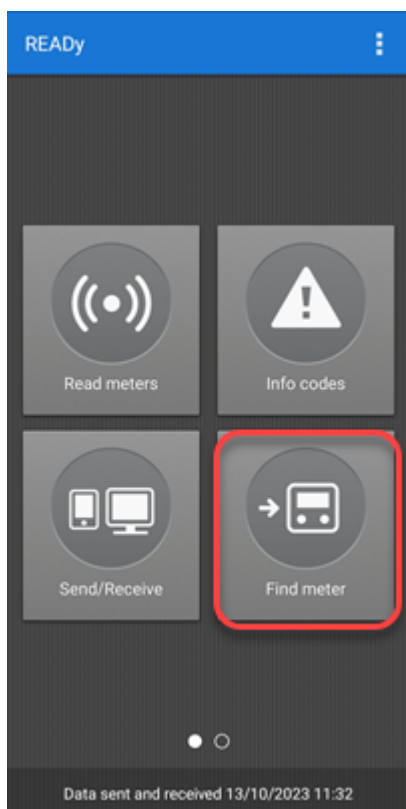 READy
Read meters
Info codes
Send/Receive
Find meter
Data sent and received 13/10/2023 11:32